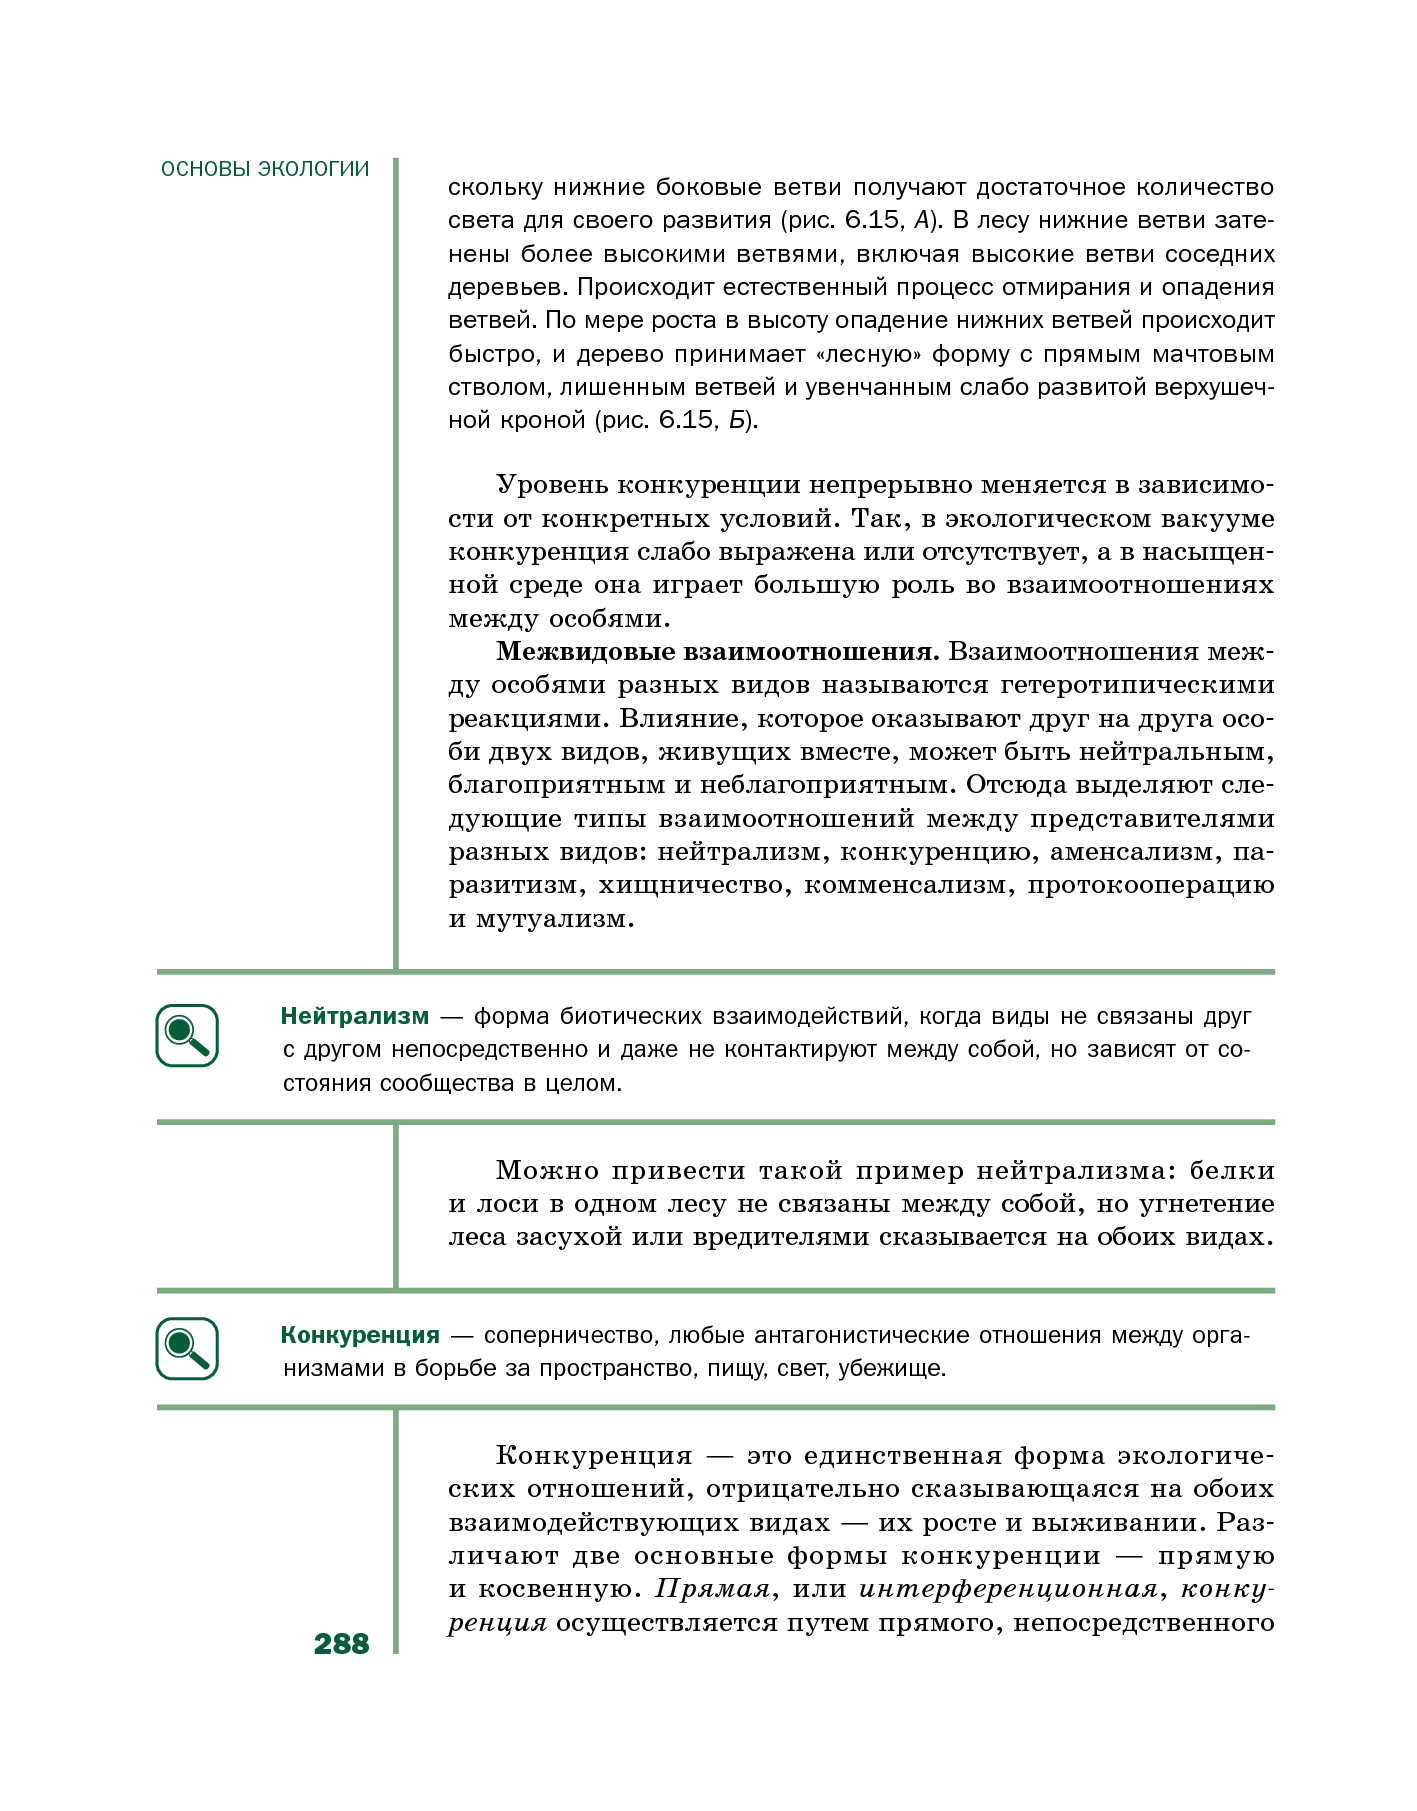 ОСНОВЫ ЭКОЛОГИИ
скольку нижние боковые ветви получают достаточное количество
света для своего развития (рис. 6.15, А). В лесу нижние ветви зате-
нены более высокими ветвями, включая высокие ветви соседних
деревьев. Происходит естественный процесс отмирания и опадения
ветвей. По мере роста в высоту опадение нижних ветвей происходит
быстро, и дерево принимает «лесную» форму с прямым мачтовым
стволом, лишенным ветвей и увенчанным слабо развитой верхушеч-
ной кроной (рис. 6.15, Б).
Уровень конкуренции непрерывно меняется в зависимо-
сти от конкретных условий. Так, в экологическом вакууме
конкуренция слабо выражена или отсутствует, а в насыщен-
ной среде она играет большую роль во взаимоотношениях
между особями.
Межвидовые взаимоотношения. Взаимоотношения меж-
ду особями разных видов называются гетеротипическими
реакциями. Влияние, которое оказывают друг на друга осо-
би двух видов, живущих вместе, может быть нейтральным,
благоприятным и неблагоприятным. Отсюда выделяют сле-
дующие типы взаимоотношений между представителями
разных видов: нейтрализм, конкуренцию, аменсализм, па-
разитизм, хищничество, комменсализм, протокооперацию
и мутуализм.
Нейтрализм — форма биотических взаимодействий, когда виды не связаны друг
с другом непосредственно и даже не контактируют между собой, но зависят от со-
стояния сообщества в целом.
Можно привести такой пример нейтрализма: белки
и лоси в одном лесу не связаны между собой, но угнетение
леса засухой или вредителями сказывается на обоих видах.
Конкуренция — соперничество, любые антагонистические отношения между орга-
низмами в борьбе за пространство, пищу, свет, убежище.
Конкуренция — это единственная форма экологиче-
ских отношений, отрицательно сказывающаяся на обоих
взаимодействующих видах — их росте и выживании. Раз-
личают две основные формы конкуренции — прямую
и косвенную. Прямая, или интерференционная, конку-
ренция осуществляется путем прямого, непосредственного
288